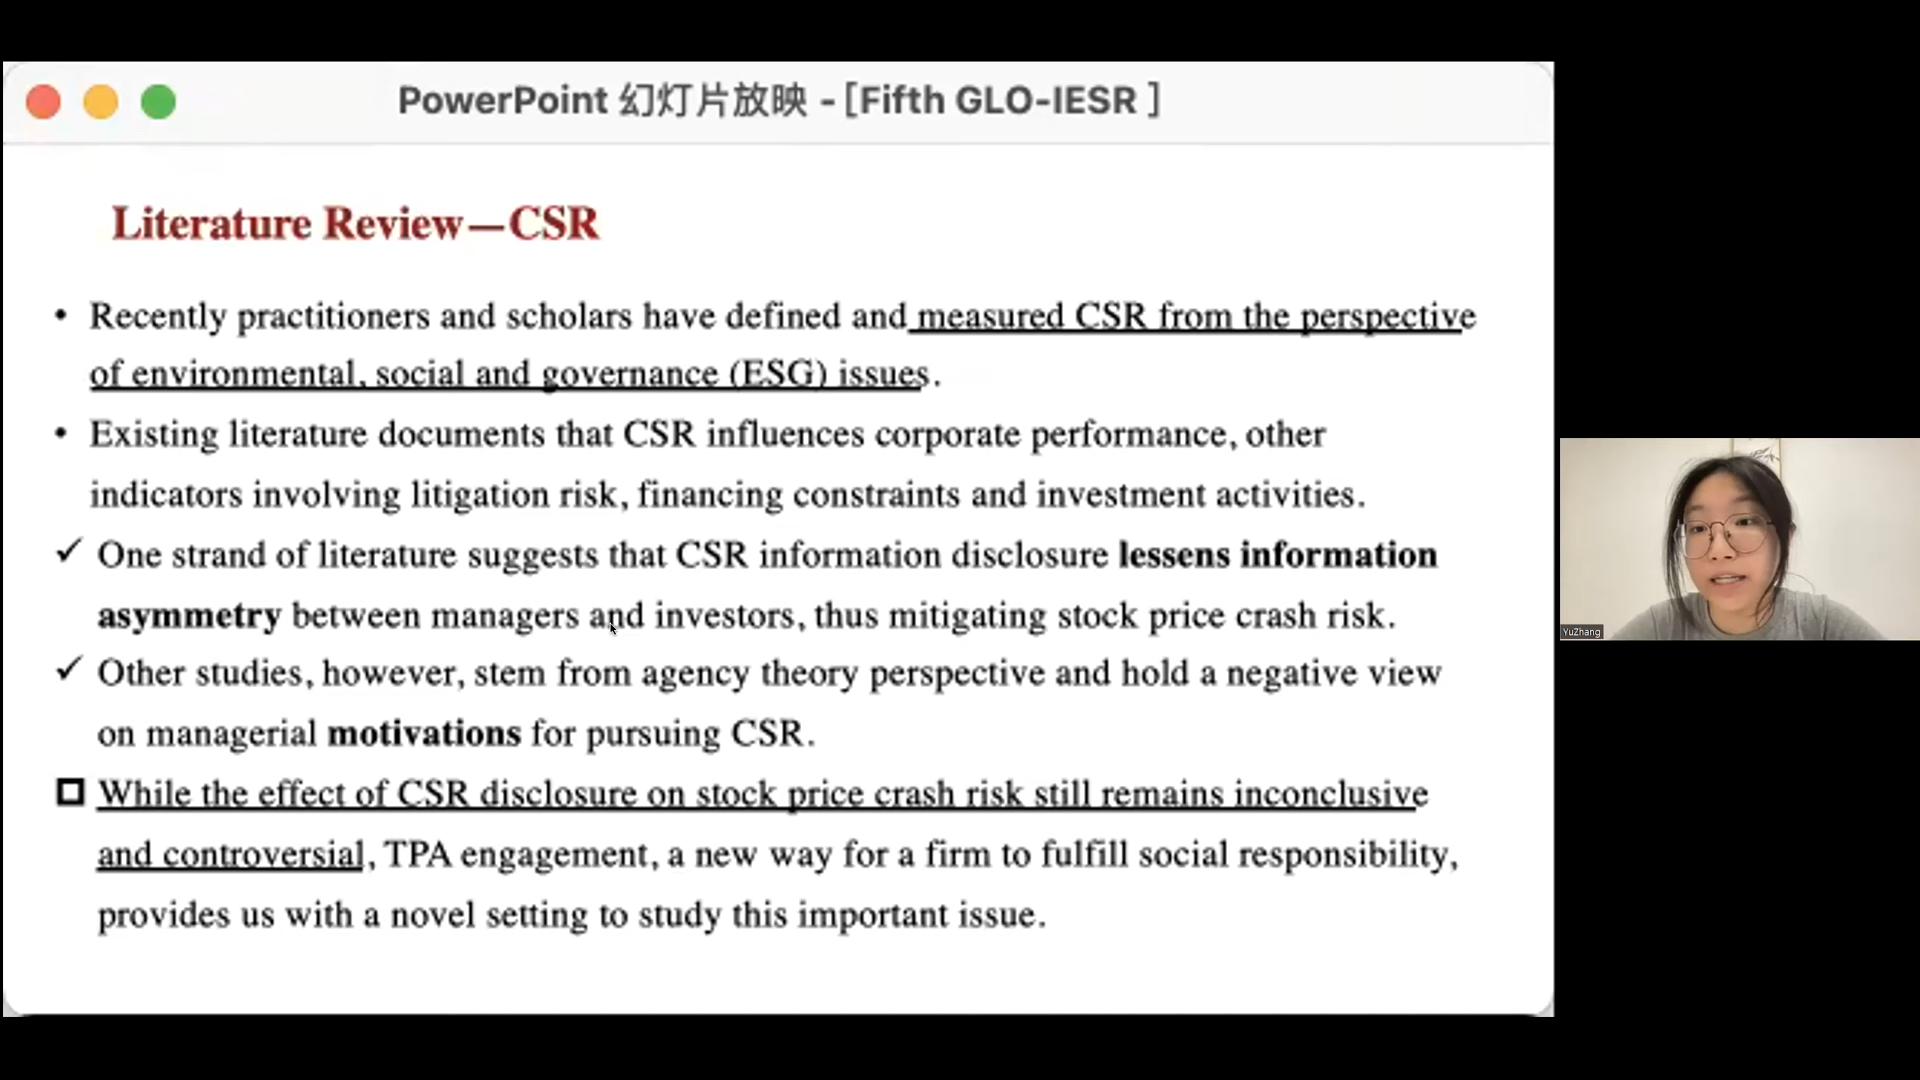 PowerPoint 幻灯片放映 - [Fifth GLO-IESR ]
Literature Review—CSR
• Recently practitioners and scholars have defined and measured CSR from the perspective
of environmental, social and governance (ESG) issues.
• Existing literature documents that CSR influences corporate performance, other
indicators involving litigation risk, financing constraints and investment activities.
✓ One strand of literature suggests that CSR information disclosure lessens information
asymmetry between managers and investors, thus mitigating stock price crash risk.
✓ Other studies, however, stem from agency theory perspective and hold a negative view
on managerial motivations for pursuing CSR.
❑ While the effect of CSR disclosure on stock price crash risk still remains inconclusive
and controversial, TPA engagement, a new way for a firm to fulfill social responsibility,
provides us with a novel setting to study this important issue.
YuZhang